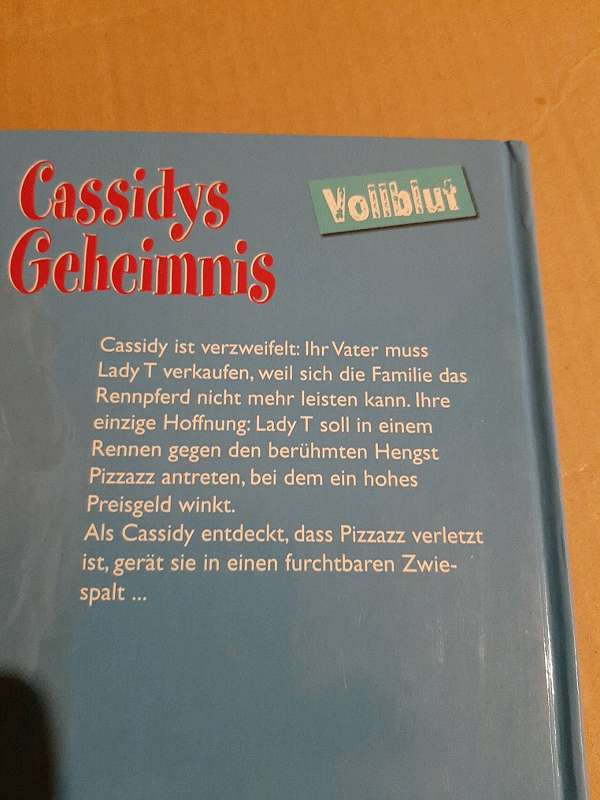 Cassidys
Geheimnis
Vollblut
Cassidy ist verzweifelt: Ihr Vater muss
Lady T verkaufen, weil sich die Familie das
Rennpferd nicht mehr leisten kann. Ihre
einzige Hoffnung: Lady T soll in einem
Rennen gegen den berühmten Hengst
Pizzazz antreten, bei dem ein hohes
Preisgeld winkt.
Als Cassidy entdeckt, dass Pizzazz verletzt
ist, gerät sie in einen furchtbaren Zwie-
spalt ...